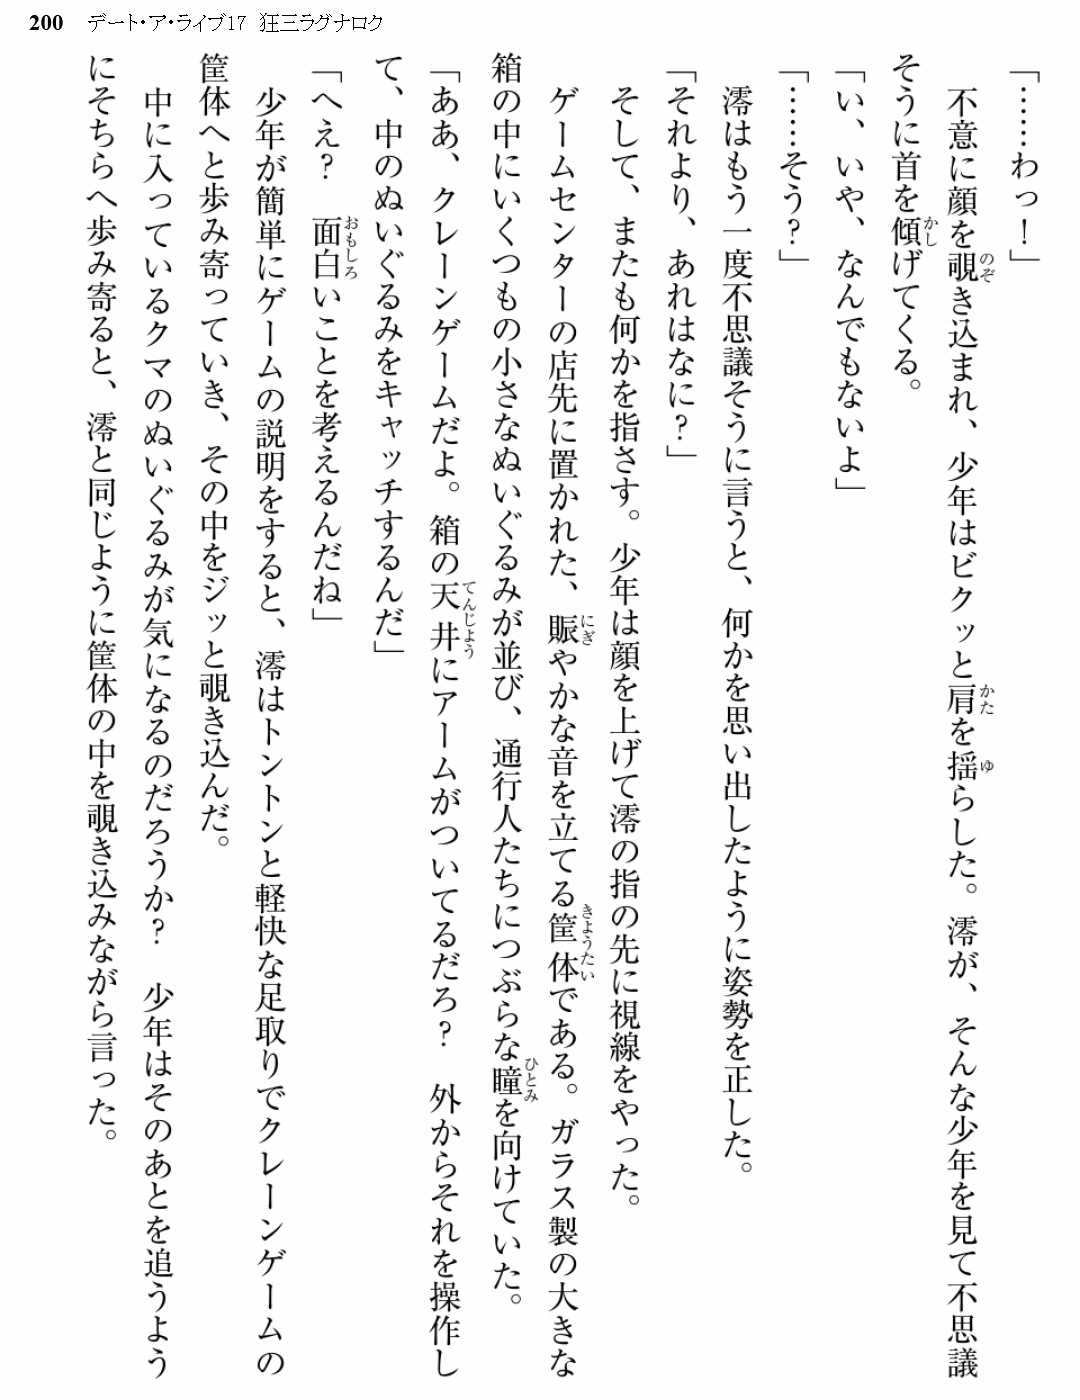 200 デート・ア・ライブ17 狂三ラグナロク
「……わっ！」
　不意に顔を覗き込まれ、少年はビクッと肩を揺らした。澪が、そんな少年を見て不思議
そうに首を傾げてくる。
「い、いや、なんでもないよ」
「……そう？」
　澪はもう一度不思議そうに言うと、何かを思い出したように姿勢を正した。
「それより、あれはなに？」
　そして、またも何かを指さす。少年は顔を上げて澪の指の先に視線をやった。
　ゲームセンターの店先に置かれた、賑やかな音を立てる筐体である。ガラス製の大きな
箱の中にいくつもの小さなぬいぐるみが並び、通行人たちにつぶらな瞳を向けていた。
「ああ、クレーンゲームだよ。箱の天井にアームがついてるだろ？　外からそれを操作し
て、中のぬいぐるみをキャッチするんだ」
「へえ？　面白いことを考えるんだね」
　少年が簡単にゲームの説明をすると、澪はトントンと軽快な足取りでクレーンゲームの
筐体へと歩み寄っていき、その中をジッと覗き込んだ。
　中に入っているクマのぬいぐるみが気になるのだろうか？　少年はそのあとを追うよう
にそちらへ歩み寄ると、澪と同じように筐体の中を覗き込みながら言った。